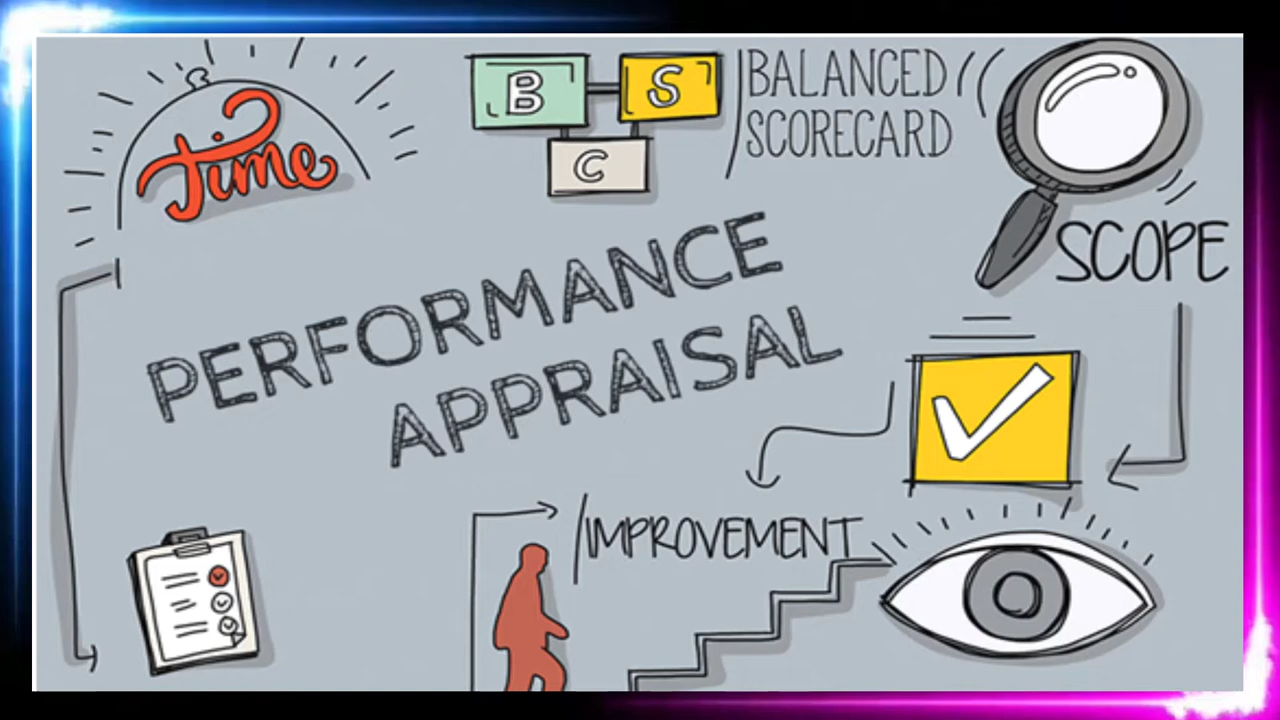 Time
B
S
C
BALANCED
SCORECARD
SCOPE
PERFORMANCE
APPRAISAL
IMPROVEMENT